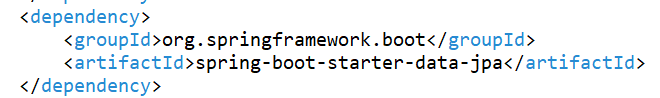 <dependency>
<groupId>org.springframework.boot</groupId>
<artifactId>spring-boot-starter-data-jpa</artifactId>
</dependency>